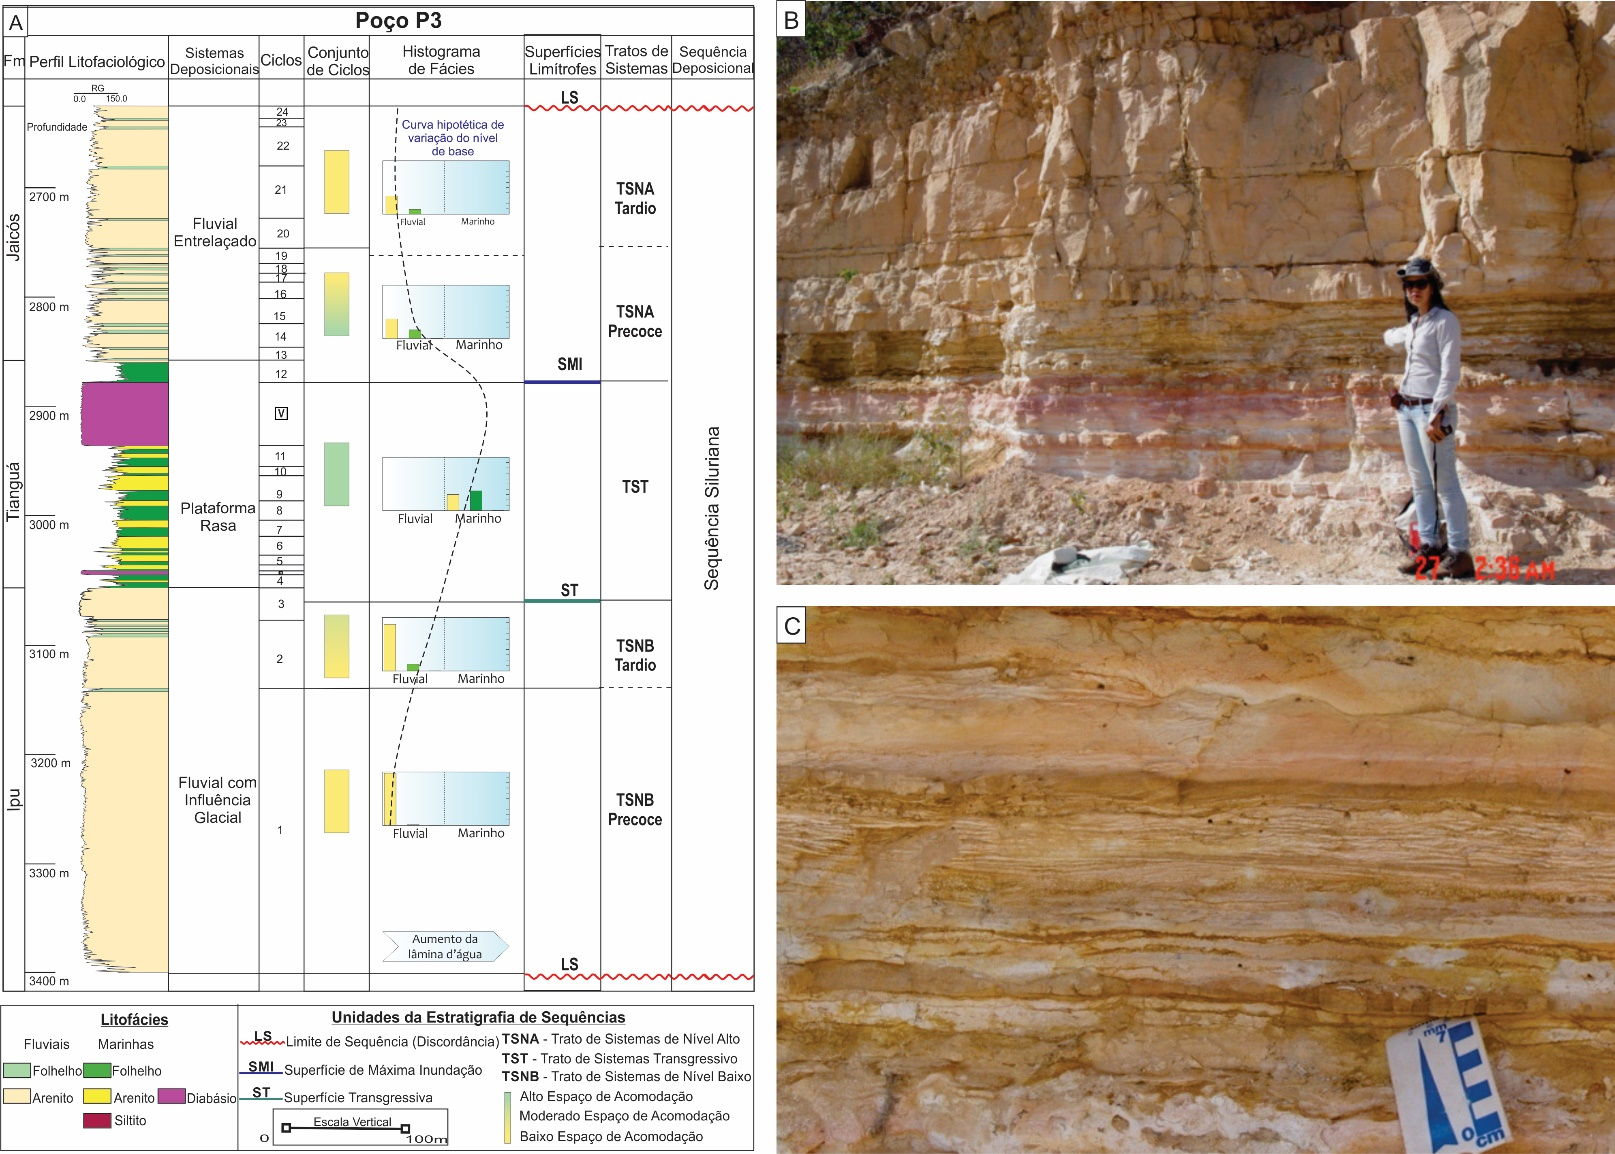 A
Poço P3
Fm
Perfil Litofaciológico
Sistemas
Deposicionais
Ciclos
Conjunto
de Ciclos
Histograma
de Fácies
Superfícies
Limítrofes
Tratos de
Sistemas
Sequência
Deposicional
RG
0.0 150.0
Profundidade
2700 m
2800 m
2900 m
3000 m
3100 m
3200 m
3300 m
3400 m
Jaicós
Tianguá
Ipu
Fluvial
Entrelaçado
Plataforma
Rasa
Fluvial com
Influência
Glacial
24
23
22
21
20
19
18
17
16
15
14
13
12
V
11
10
9
8
7
6
5
4
3
2
1
Curva hipotética de
variação do nível
de base
Fluvial Marinho
Fluvial Marinho
Fluvial Marinho
Fluvial Marinho
Fluvial Marinho
Aumento da
lâmina d'água
LS
SMI
ST
LS
TSNA
Tardio
TSNA
Precoce
TST
TSNB
Tardio
TSNB
Precoce
Sequência Siluriana
Litofácies
Fluviais Marinhas
Folhelho Folhelho
Arenito Arenito Diabásio
Siltito
Unidades da Estratigrafia de Sequências
LS Limite de Sequência (Discordância)
SMI Superfície de Máxima Inundação
ST Superfície Transgressiva
Escala Vertical
0 100m
TSNA - Trato de Sistemas de Nível Alto
TST - Trato de Sistemas Transgressivo
TSNB - Trato de Sistemas de Nível Baixo
Alto Espaço de Acomodação
Moderado Espaço de Acomodação
Baixo Espaço de Acomodação
B
27 2:38 AM
C
mm 1
0 cm